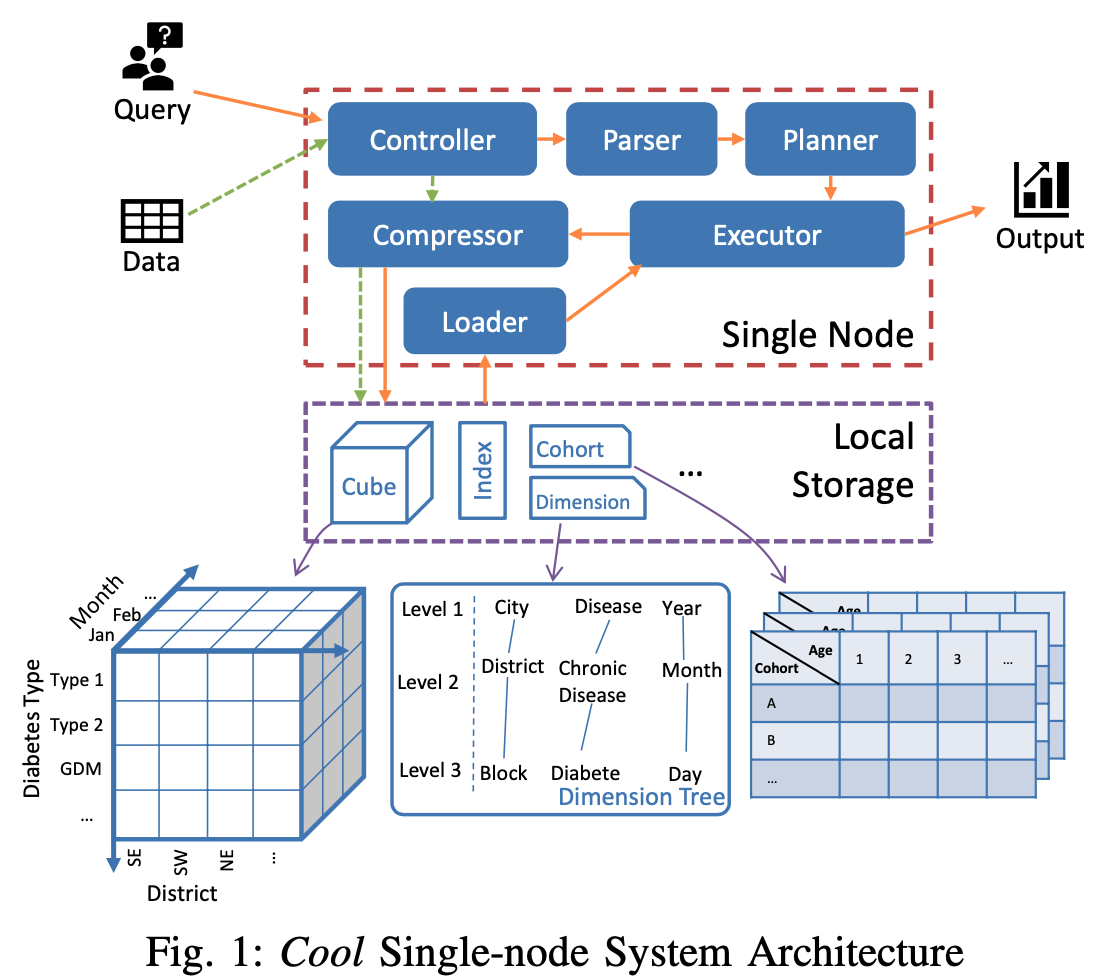 ?
Query
Data
Controller
Parser
Planner
Compressor
Executor
Loader
Single Node
Output
Local
Storage
Cube
Index
Cohort
Dimension
...
Month
...
Feb
Jan
Diabetes Type
Type 1
Type 2
GDM
...
SE
SW
NE
...
District
Level 1 City Disease Year
Level 2 District Chronic
Disease Month
Level 3 Block Diabete Day
Dimension Tree
Age
Age
Age
Cohort
1 2 3 ...
A
B
...
Fig. 1: Cool Single-node System Architecture